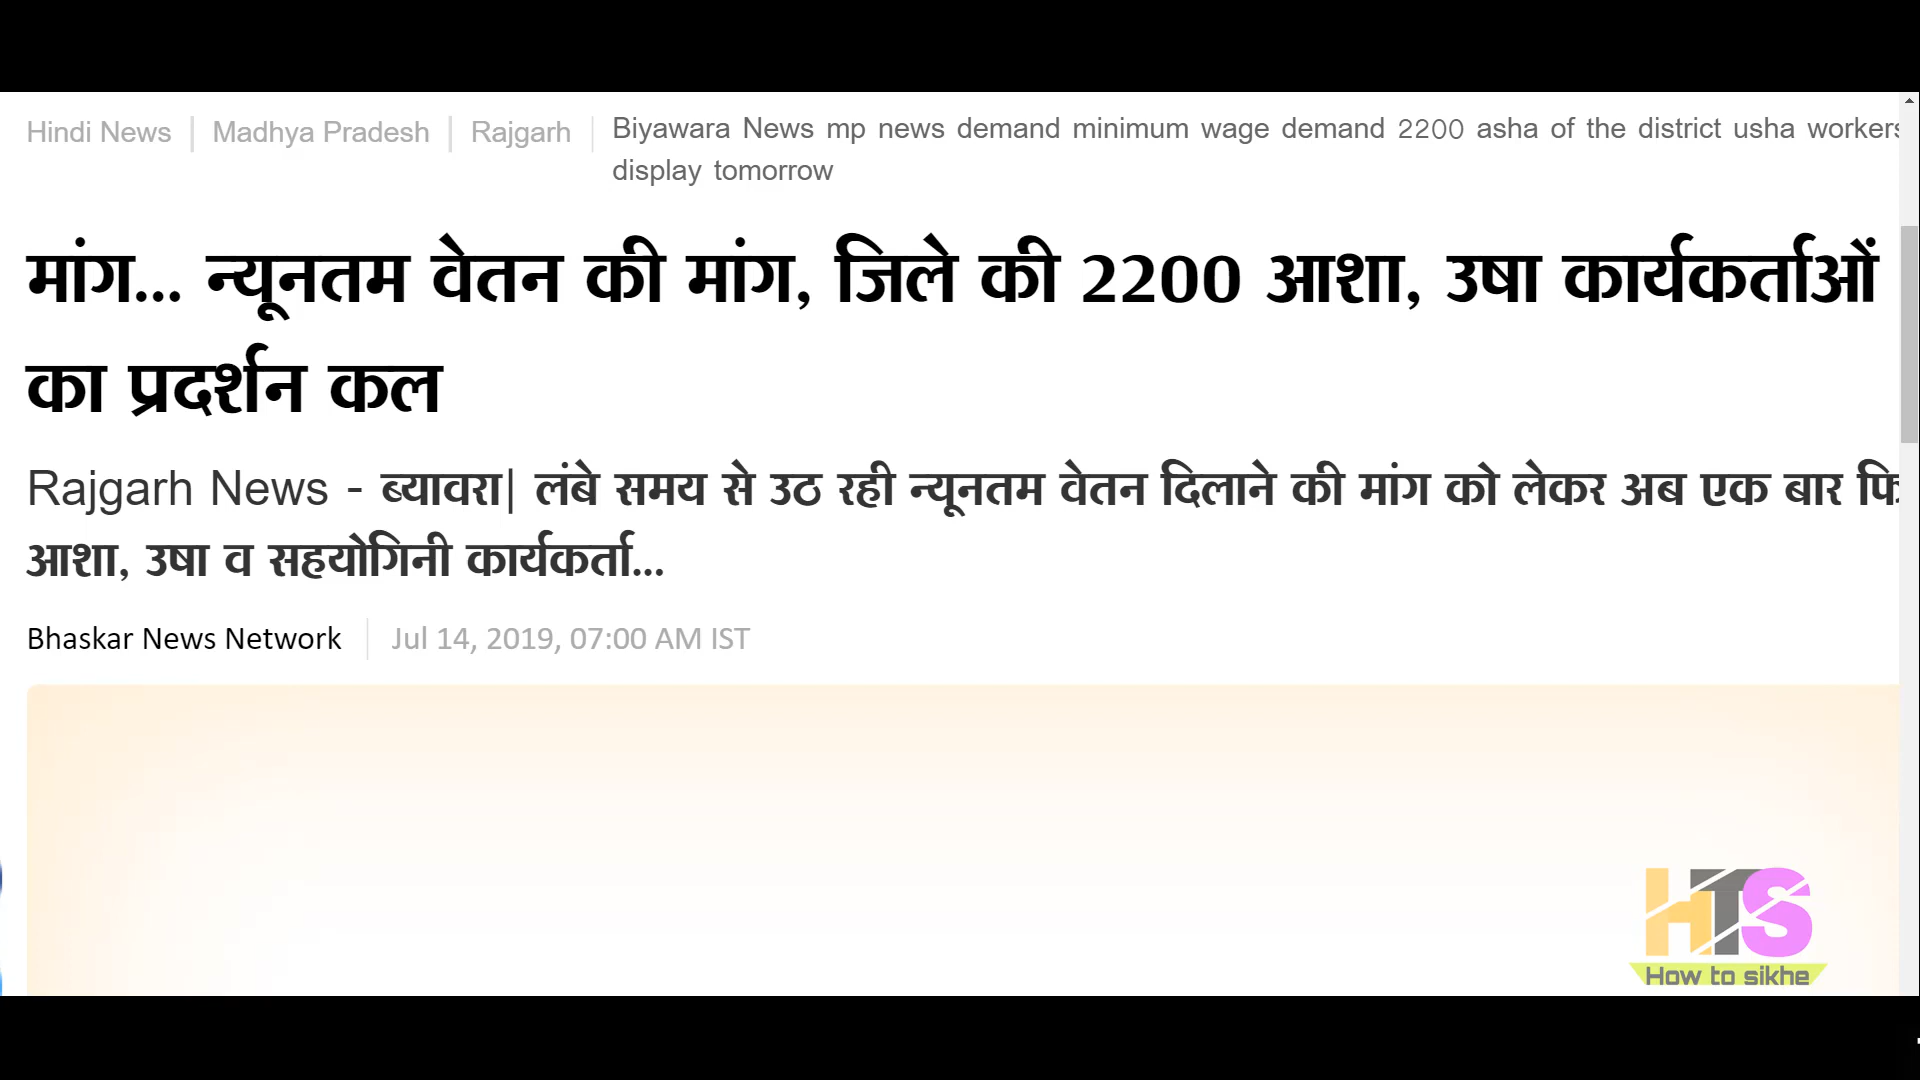 Hindi News | Madhya Pradesh | Rajgarh | Biyawara News mp news demand minimum wage demand 2200 asha of the district usha workers
display tomorrow
मांग... न्यूनतम वेतन की मांग, जिले की 2200 आशा, उषा कार्यकर्ताओं
का प्रदर्शन कल
Rajgarh News - ब्यावरा| लंबे समय से उठ रही न्यूनतम वेतन दिलाने की मांग को लेकर अब एक बार
आशा, उषा व सहयोगिनी कार्यकर्ता...
Bhaskar News Network | Jul 14, 2019, 07:00 AM IST
HTS
How to sikhe